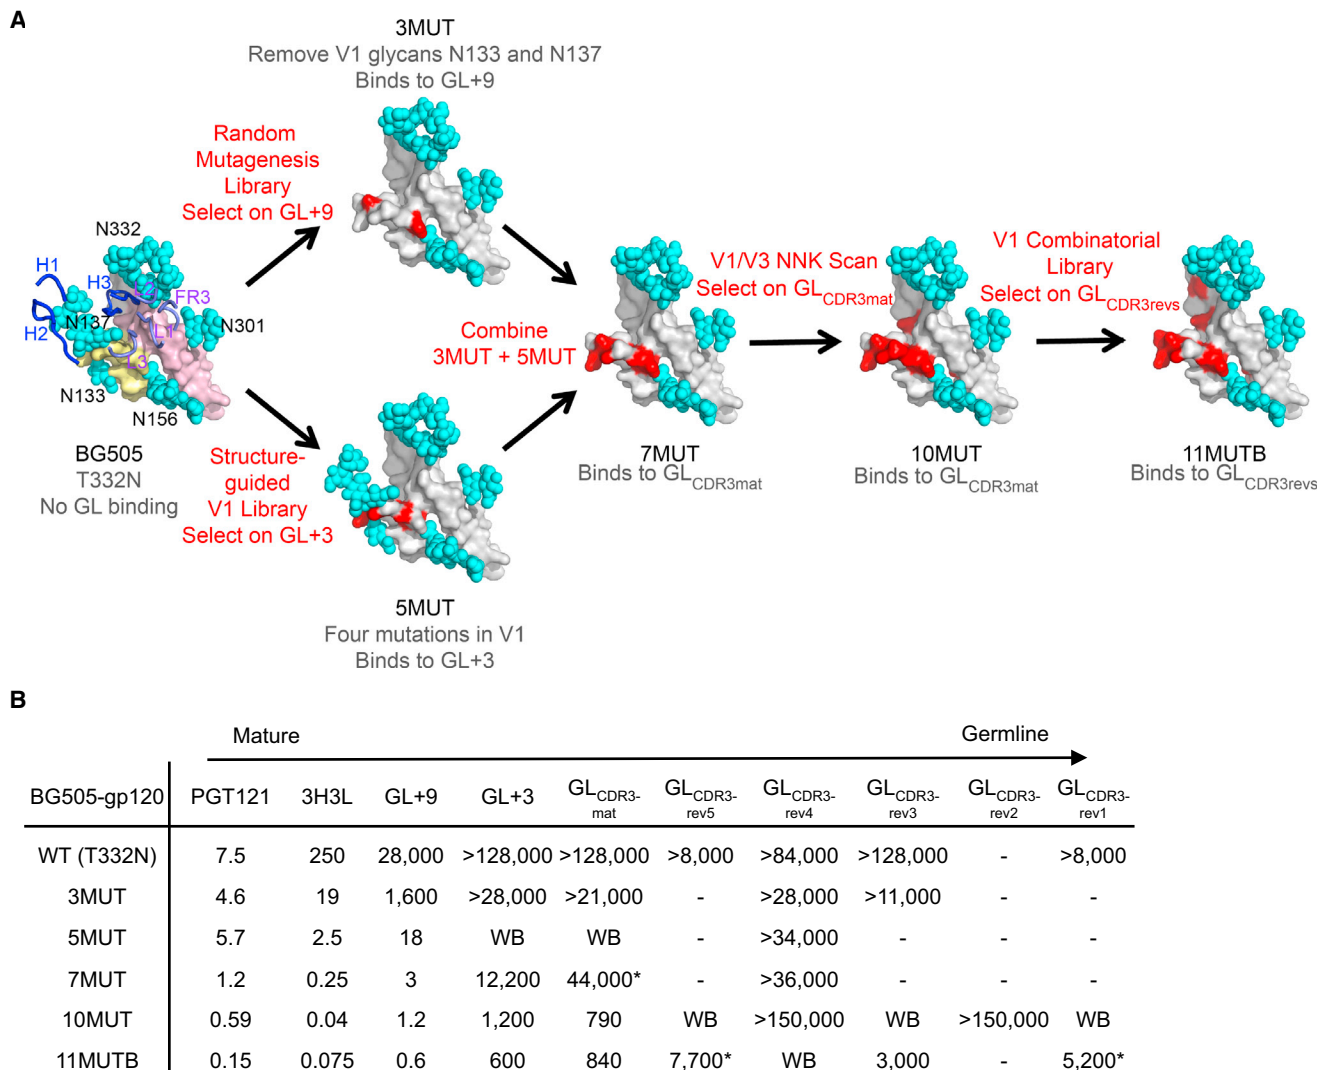 A
3MUT
Remove V1 glycans N133 and N137
Binds to GL+9
Random
Mutagenesis
Library
Select on GL+9
N332
H1
H3
L2
FR3
H2
N137
L1
N301
L3
N133
N156
BG505
T332N
No GL binding
Structure-
guided
V1 Library
Select on GL+3
5MUT
Four mutations in V1
Binds to GL+3
Combine
3MUT + 5MUT
7MUT
Binds to GLCDR3mat
V1/V3 NNK Scan
Select on GLCDR3mat
10MUT
Binds to GLCDR3mat
V1 Combinatorial
Library
Select on GLCDR3revs
11MUTB
Binds to GLCDR3revs
B
Mature Germline
BG505-gp120 PGT121 3H3L GL+9 GL+3 GLCDR3-mat GLCDR3-rev5 GLCDR3-rev4 GLCDR3-rev3 GLCDR3-rev2 GLCDR3-rev1
WT (T332N) 7.5 250 28,000 >128,000 >128,000 >8,000 >84,000 >128,000 - >8,000
3MUT 4.6 19 1,600 >28,000 >21,000 - >28,000 >11,000 - -
5MUT 5.7 2.5 18 WB WB - >34,000 - - -
7MUT 1.2 0.25 3 12,200 44,000* - >36,000 - - -
10MUT 0.59 0.04 1.2 1,200 790 WB >150,000 WB >150,000 WB
11MUTB 0.15 0.075 0.6 600 840 7,700* WB 3,000 - 5,200*